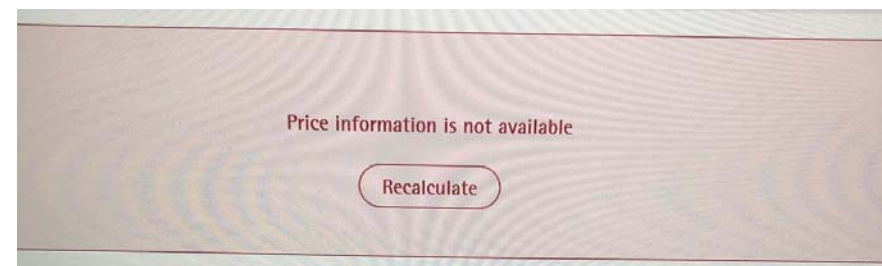 Price information is not available
Recalculate